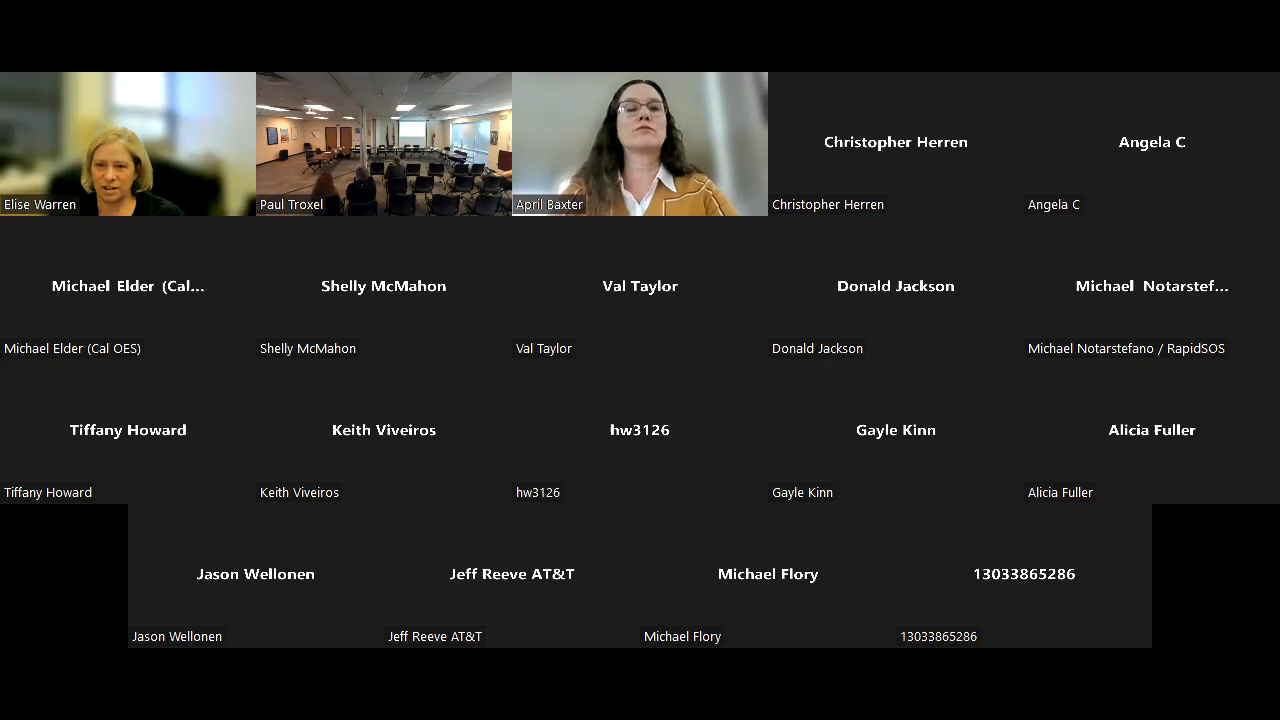 Elise Warren
Paul Troxel
April Baxter
Christopher Herren
Christopher Herren
Angela C
Angela C
Michael Elder (Cal...
Michael Elder (Cal OES)
Shelly McMahon
Shelly McMahon
Val Taylor
Val Taylor
Donald Jackson
Donald Jackson
Michael Notarstef...
Michael Notarstefano / RapidSOS
Tiffany Howard
Tiffany Howard
Keith Viveiros
Keith Viveiros
hw3126
hw3126
Gayle Kinn
Gayle Kinn
Alicia Fuller
Alicia Fuller
Jason Wellonen
Jason Wellonen
Jeff Reeve AT&T
Jeff Reeve AT&T
Michael Flory
Michael Flory
13033865286
13033865286